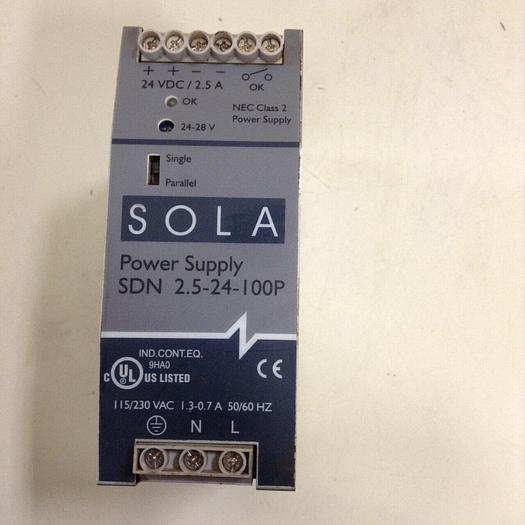 + + - -
24 VDC / 2.5 A
OK
OK
NEC Class 2
Power Supply
24-28 V
Single
Parallel
SOLA
Power Supply
SDN 2.5-24-100P
IND.CONT.EQ.
9HA0
C UL US LISTED
CE
115/230 VAC 1.3-0.7 A 50/60 HZ
N L